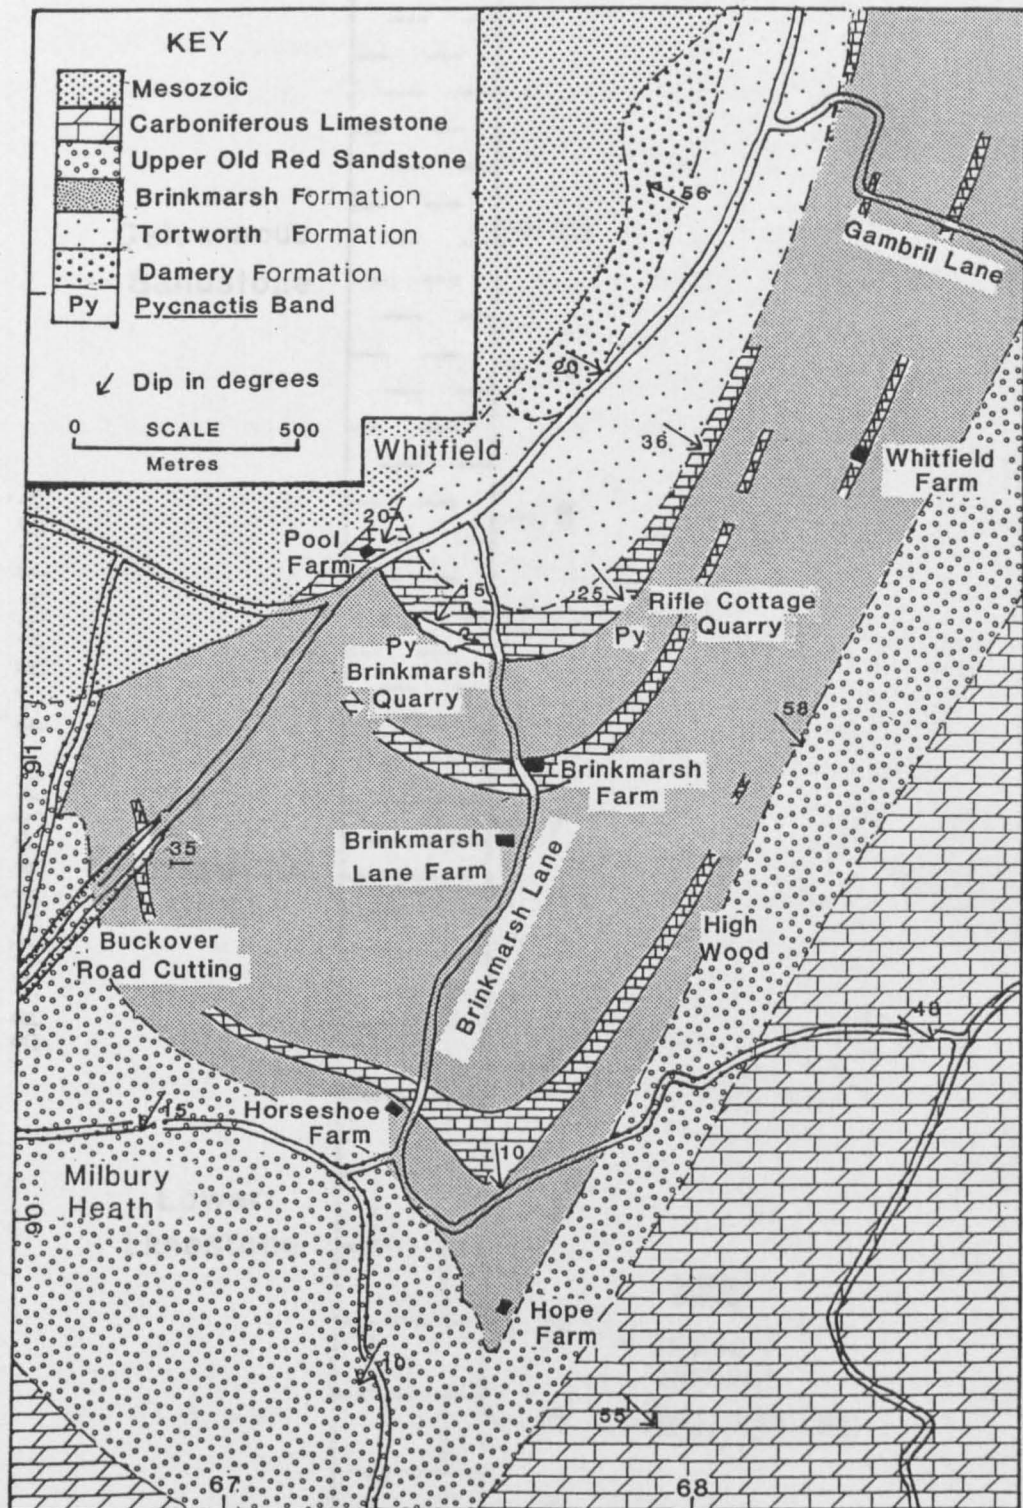 KEY
Mesozoic
Carboniferous Limestone
Upper Old Red Sandstone
Brinkmarsh Formation
Tortworth Formation
Damery Formation
Py Pycnactis Band
Dip in degrees
0 SCALE 500
Metres
56
Gambril Lane
Whitfield
36
Whitfield
Farm
20
Pool
Farm
15
25
Rifle Cottage
Quarry
Py
Py
Brinkmarsh
Quarry
58
Brinkmarsh
Farm
91
35
Brinkmarsh
Lane Farm
Brinkmarsh Lane
High
Wood
Buckover
Road Cutting
Horseshoe
Farm
15
10
Milbury
Heath
90
Hope
Farm
10
55
67
68